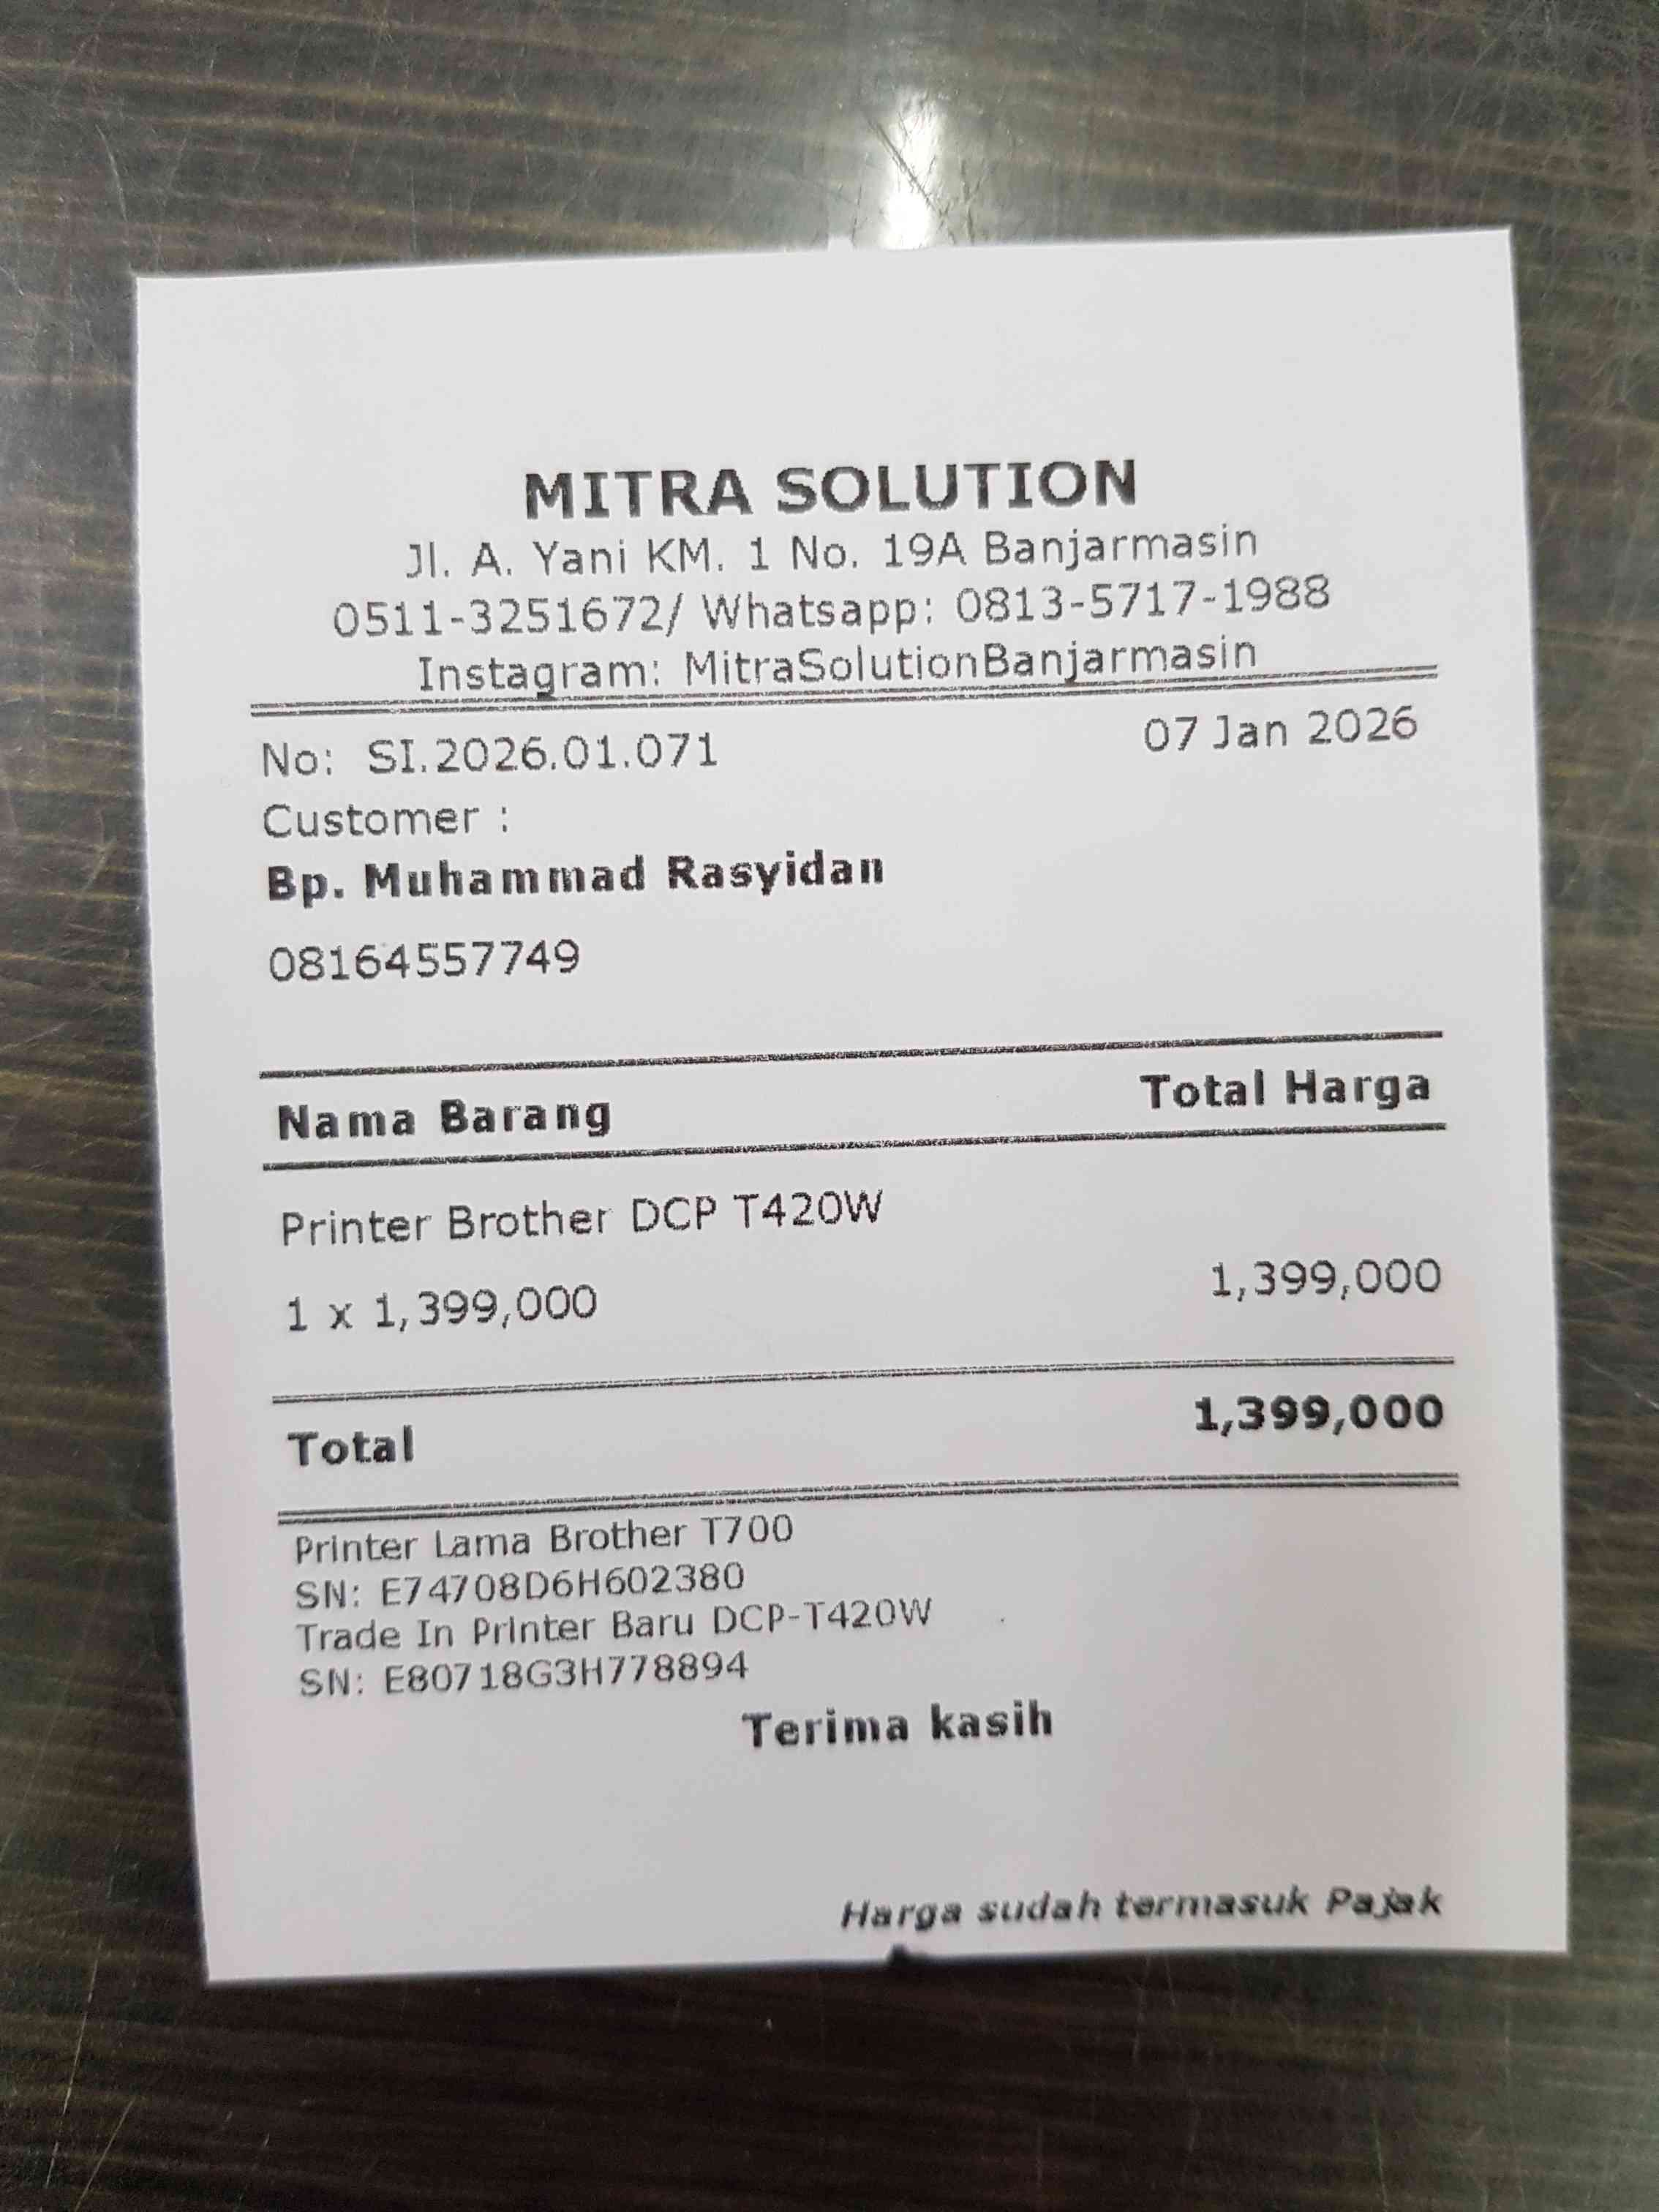 MITRA SOLUTION
Jl. A. Yani KM. 1 No. 19A Banjarmasin
0511-3251672/ Whatsapp: 0813-5717-1988
Instagram: MitraSolutionBanjarmasin
No: SI.2026.01.071 07 Jan 2026
Customer :
Bp. Muhammad Rasyidan
08164557749
Nama Barang Total Harga
Printer Brother DCP T420W
1 x 1,399,000 1,399,000
Total 1,399,000
Printer Lama Brother T700
SN: E74708D6H602380
Trade In Printer Baru DCP-T420W
SN: E80718G3H778894
Terima kasih
Harga sudah termasuk Pajak